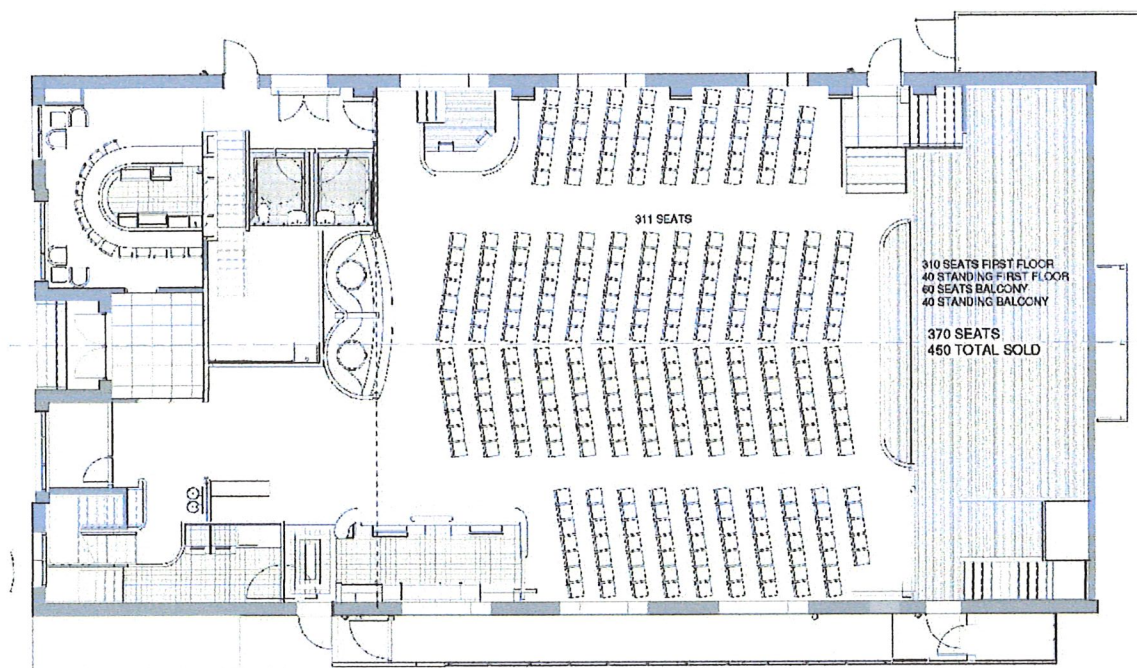 311 SEATS
310 SEATS FIRST FLOOR
40 STANDING FIRST FLOOR
60 SEATS BALCONY
40 STANDING BALCONY
370 SEATS
450 TOTAL SOLD